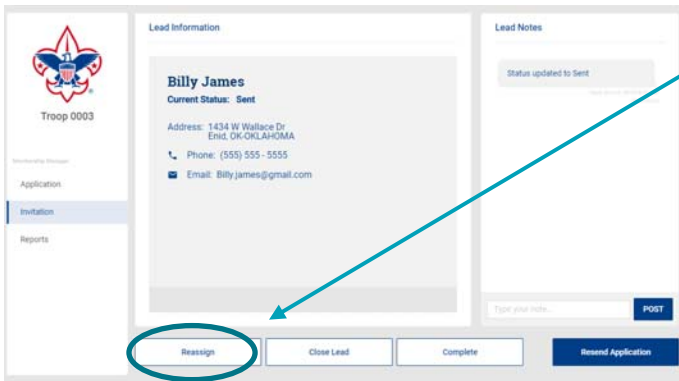 Lead Information
Lead Notes
Troop 0003
Membership Manager
Application
Invitation
Reports
Billy James
Current Status: Sent
Address: 1434 W Wallace Dr
Enid, OK-OKLAHOMA
Phone: (555) 555 - 5555
Email: Billy.james@gmail.com
Status updated to Sent
Type your note...
POST
Reassign
Close Lead
Complete
Resend Application